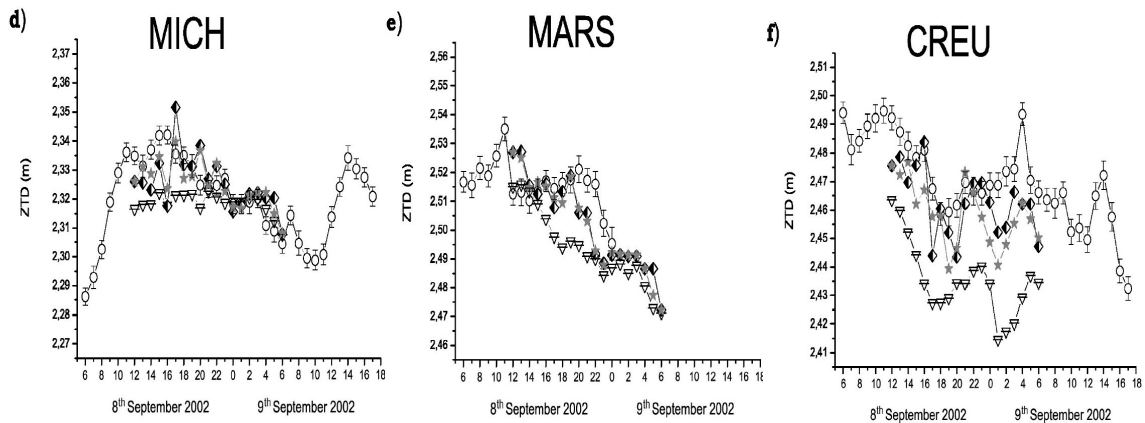 d)
MICH
2,37
2,36
2,35
2,34
2,33
2,32
2,31
2,30
2,29
2,28
2,27
ZTD (m)
6 8 10 12 14 16 18 20 22 0 2 4 6 8 10 12 14 16 18
8th September 2002 9th September 2002
e)
MARS
2,56
2,55
2,54
2,53
2,52
2,51
2,50
2,49
2,48
2,47
2,46
ZTD (m)
6 8 10 12 14 16 18 20 22 0 2 4 6 8 10 12 14 16 18
8th September 2002 9th September 2002
f)
CREU
2,51
2,50
2,49
2,48
2,47
2,46
2,45
2,44
2,43
2,42
2,41
ZTD (m)
6 8 10 12 14 16 18 20 22 0 2 4 6 8 10 12 14 16 18
8th September 2002 9th September 2002